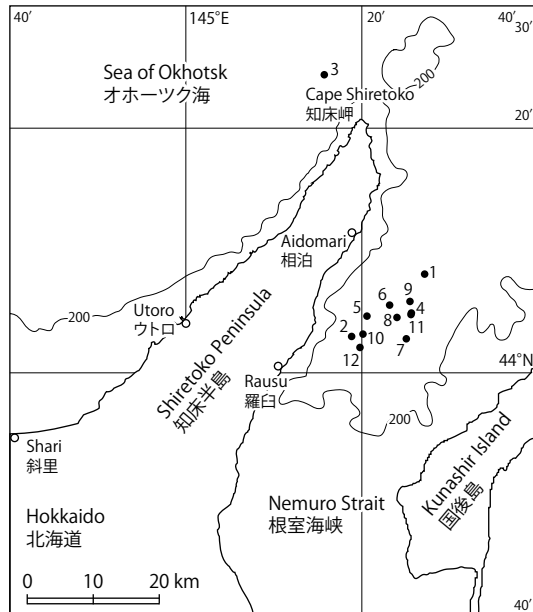 40′
145°E
20′
40′
30′
Sea of Okhotsk
オホーツク海
3
200
Cape Shiretoko
知床岬
20′
Aidomari
相泊
1
9
6
4
5
8
11
2
10
7
12
Utoro
ウトロ
200
Shiretoko Peninsula
知床半島
44°N
Rausu
羅臼
200
Shari
斜里
Kunashir Island
国後島
Hokkaido
北海道
Nemuro Strait
根室海峡
0 10 20 km
40′